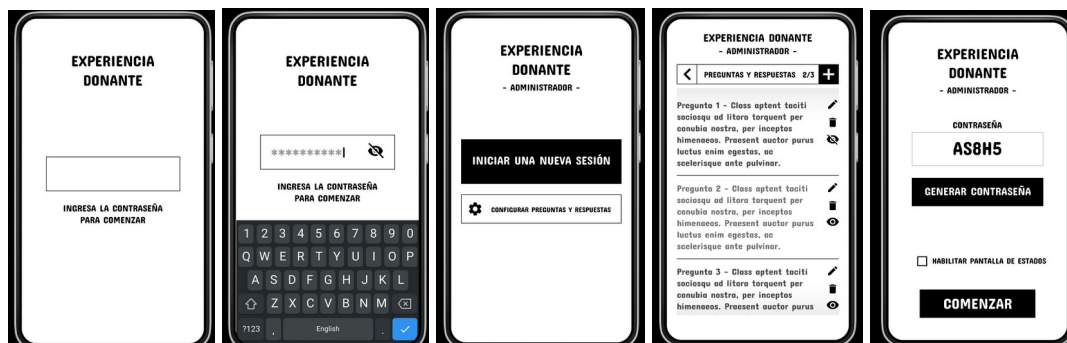 EXPERIENCIA
DONANTE
INGRESA LA CONTRASEÑA
PARA COMENZAR
EXPERIENCIA
DONANTE
**********
INGRESA LA CONTRASEÑA
PARA COMENZAR
1 2 3 4 5 6 7 8 9 0
Q W E R T Y U I O P
A S D F G H J K L
Z X C V B N M
?123 , English .
EXPERIENCIA
DONANTE
- ADMINISTRADOR -
INICIAR UNA NUEVA SESIÓN
CONFIGURAR PREGUNTAS Y RESPUESTAS
EXPERIENCIA DONANTE
- ADMINISTRADOR -
PREGUNTAS Y RESPUESTAS 2/3 +
Pregunta 1 - Class aptent taciti
sociosqu ad litora torquent per
conubia nostra, per inceptos
himenaeos. Praesent auctor purus
luctus enim egestas, ac
scelerisque ante pulvinar.
Pregunta 2 - Class aptent taciti
sociosqu ad litora torquent per
conubia nostra, per inceptos
himenaeos. Praesent auctor purus
luctus enim egestas, ac
scelerisque ante pulvinar.
Pregunta 3 - Class aptent taciti
sociosqu ad litora torquent per
conubia nostra, per inceptos
himenaeos. Praesent auctor purus
EXPERIENCIA
DONANTE
- ADMINISTRADOR -
CONTRASEÑA
AS8H5
GENERAR CONTRASEÑA
HABILITAR PANTALLA DE ESTADOS
COMENZAR